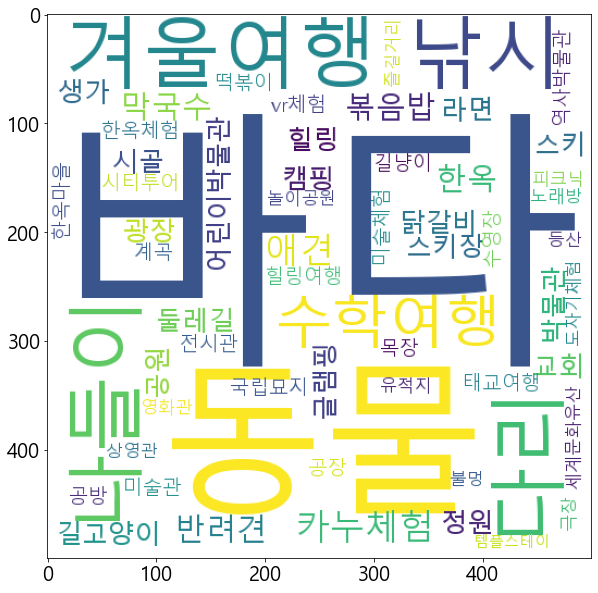 0
겨울여행
낚시
즐길거리
역사박물관
떡볶이
생가
막국수
vr체험
볶음밥
라면
100
한옥체험
어린이박물관
힐링
스키
시골
바다
길냥이
한옥마을
시티투어
캠핑
한옥
피크닉
놀이공원
노래방
200
광장
미술체험
닭갈비
수영장
등산
계곡
애견
스키장
힐링여행
박물관
도자기체험
나들이
둘레길
수학여행
300
전시관
목장
교회
공원
글램핑
국립묘지
유적지
태교여행
영화관
동물
다리
세계문화유산
400
상영관
공장
불멍
공방
미술관
극장
길고양이
반려견
카누체험
정원
템플스테이
0
100
200
300
400